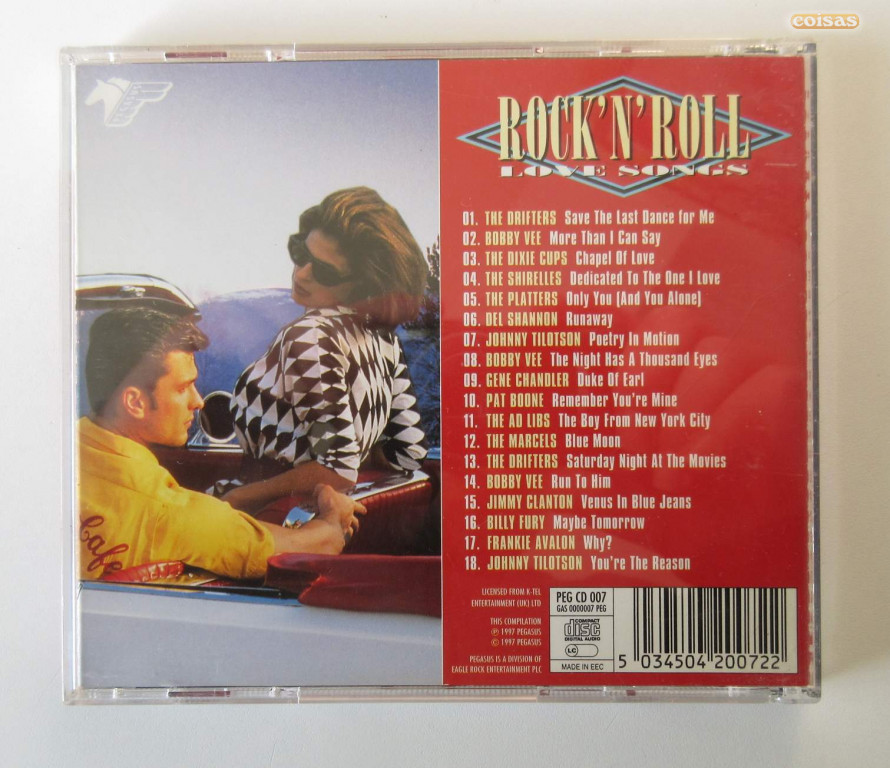 coisas
ROCK'N'ROLL
LOVE SONGS
01. THE DRIFTERS Save The Last Dance for Me
02. BOBBY VEE More Than I Can Say
03. THE DIXIE CUPS Chapel Of Love
04. THE SHIRELLES Dedicated To The One I Love
05. THE PLATTERS Only You (And You Alone)
06. DEL SHANNON Runaway
07. JOHNNY TILOTSON Poetry In Motion
08. BOBBY VEE The Night Has A Thousand Eyes
09. GENE CHANDLER Duke Of Earl
10. PAT BOONE Remember You're Mine
11. THE AD LIBS The Boy From New York City
12. THE MARCELS Blue Moon
13. THE DRIFTERS Saturday Night At The Movies
14. BOBBY VEE Run To Him
15. JIMMY CLANTON Venus In Blue Jeans
16. BILLY FURY Maybe Tomorrow
17. FRANKIE AVALON Why?
18. JOHNNY TILOTSON You're The Reason
Cafe
LICENSED FROM K-TEL
ENTERTAINMENT (UK) LTD
THIS COMPILATION
℗ 1997 PEGASUS
© 1997 PEGASUS
PEGASUS IS A DIVISION OF
EAGLE ROCK ENTERTAINMENT PLC
PEG CD 007
GAS 0000007 PEG
COMPACT
disc
DIGITAL AUDIO
LC
MADE IN EEC
5 034504 200722